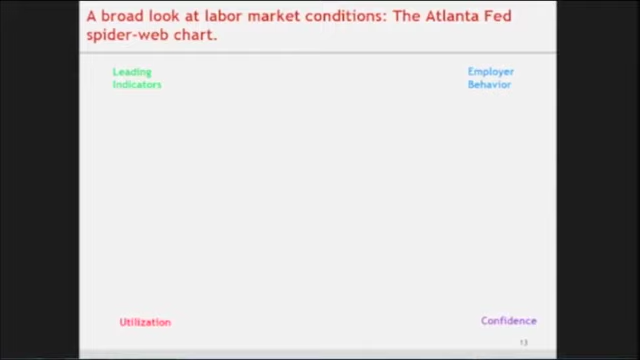 A broad look at labor market conditions: The Atlanta Fed
spider-web chart.
Leading
Indicators
Employer
Behavior
Utilization
Confidence
13